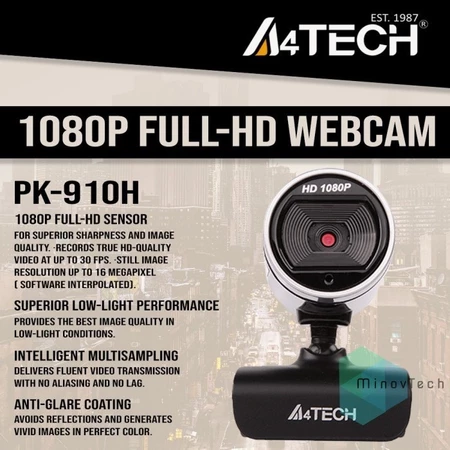 EST. 1987
A4TECH®
1080P FULL-HD WEBCAM
PK-910H
1080P FULL-HD SENSOR
FOR SUPERIOR SHARPNESS AND IMAGE
QUALITY. ·RECORDS TRUE HD-QUALITY
VIDEO AT UP TO 30 FPS. ·STILL IMAGE
RESOLUTION UP TO 16 MEGAPIXEL
( SOFTWARE INTERPOLATED).
SUPERIOR LOW-LIGHT PERFORMANCE
PROVIDES THE BEST IMAGE QUALITY IN
LOW-LIGHT CONDITIONS.
INTELLIGENT MULTISAMPLING
DELIVERS FLUENT VIDEO TRANSMISSION
WITH NO ALIASING AND NO LAG.
ANTI-GLARE COATING
AVOIDS REFLECTIONS AND GENERATES
VIVID IMAGES IN PERFECT COLOR.
HD 1080P
MinovTech
A4TECH